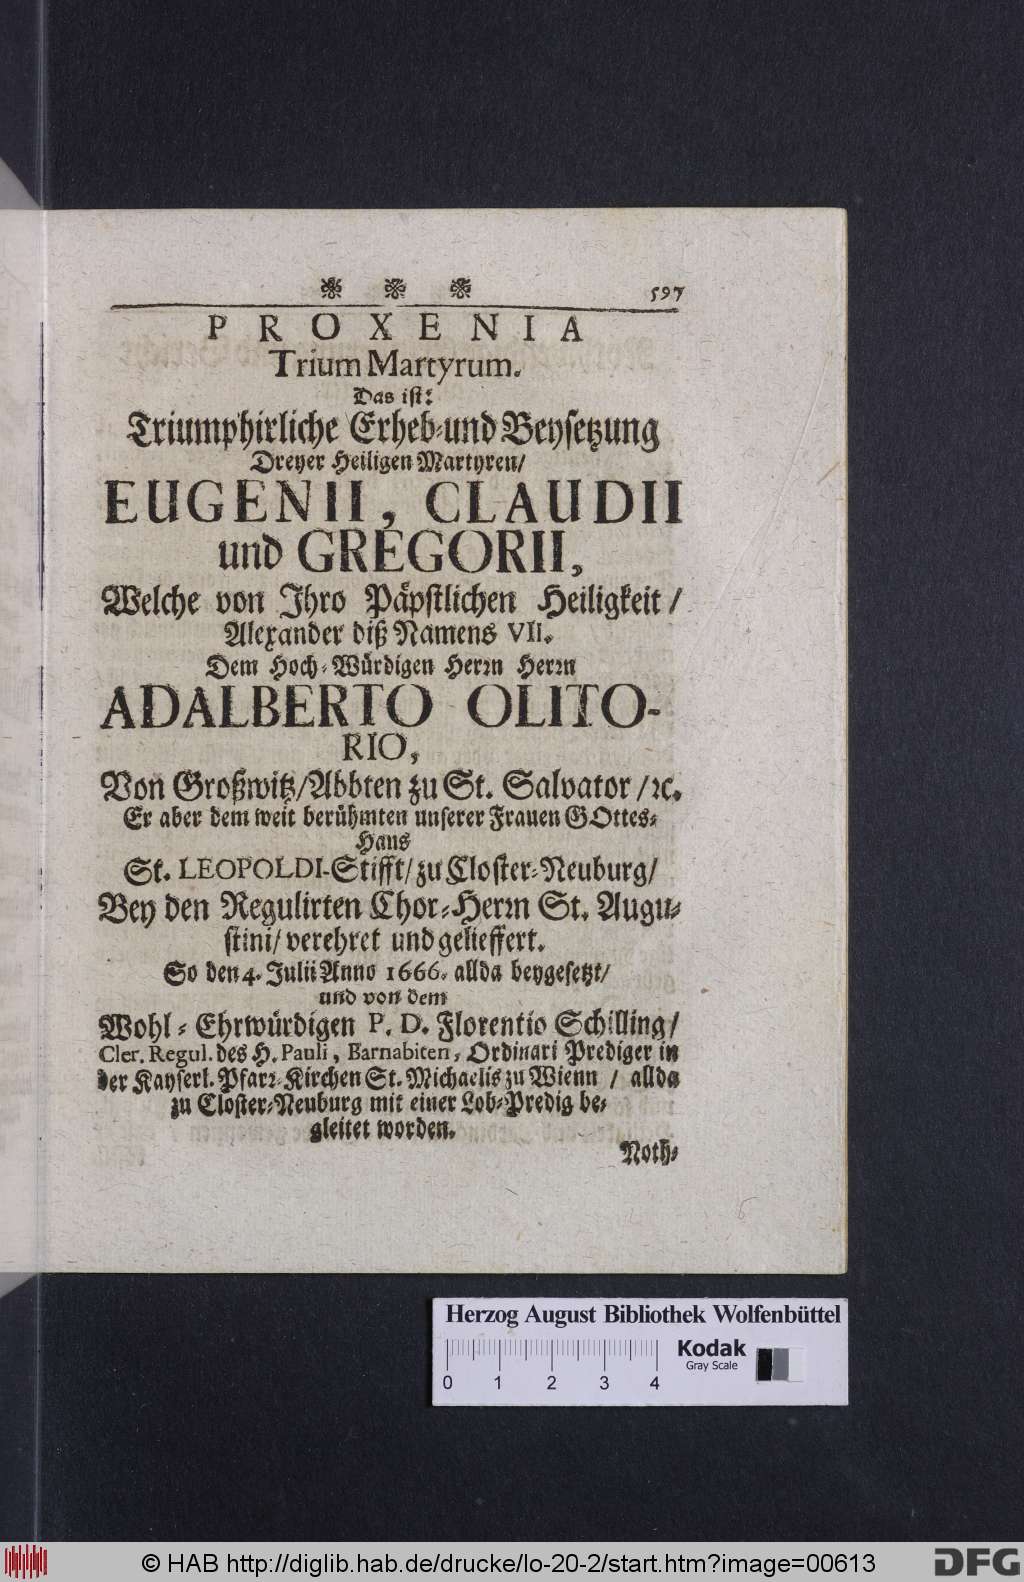 597
PROXENIA
Trium Martyrum.
Das ist:
Triumphirliche Erheb-und Beysetzung
Dreyer Heiligen Martyren/
EUGENII, CLAUDII
und GREGORII,
Welche von Ihro Päpstlichen Heiligkeit/
Alexander diß Namens VII.
Dem Hoch-Würdigen Herrn Herrn
ADALBERTO OLITO-
RIO,
Von Großwitz/Abbten zu St. Salvator/ꝛc.
Er aber dem weit berühmten unserer Frauen GOttes-
Haus
St. LEOPOLDI-Stifft/zu Closter-Neuburg/
Bey den Regulirten Chor-Herrn St. Augu-
stini/verehret und gelieffert.
So den 4. Julii Anno 1666. allda beygesetzt/
und von dem
Wohl-Ehrwürdigen P. D. Florentio Schilling/
Cler. Regul. des H. Pauli, Barnabiten, Ordinari Prediger in
der Kayserl. Pfarr-Kirchen St. Michaelis zu Wienn / allda
zu Closter-Neuburg mit einer Lob-Predig be-
gleitet worden.
Noth-
Herzog August Bibliothek Wolfenbüttel
Kodak
Gray Scale
0 1 2 3 4
© HAB http://diglib.hab.de/drucke/lo-20-2/start.htm?image=00613
DFG